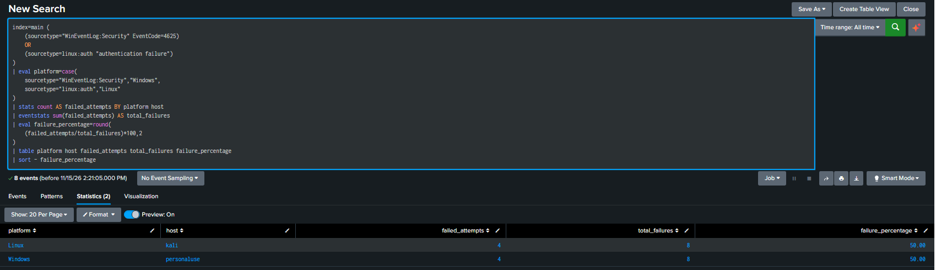 New Search
Save As Create Table View Close
index=main (
(sourcetype="WinEventLog:Security" EventCode=4625)
OR
(sourcetype=linux:auth "authentication failure")
)
| eval platform=case(
sourcetype="WinEventLog:Security","Windows",
sourcetype="linux:auth","Linux"
)
| stats count AS failed_attempts BY platform host
| eventstats sum(failed_attempts) AS total_failures
| eval failure_percentage=round(
(failed_attempts/total_failures)*100,2
)
| table platform host failed_attempts total_failures failure_percentage
| sort - failure_percentage
Time range: All time
8 events (before 11/15/26 2:21:05.000 PM) No Event Sampling Job Smart Mode
Events Patterns Statistics (2) Visualization
Show: 20 Per Page Format Preview: On
platform host failed_attempts total_failures failure_percentage
Linux kali 4 8 50.00
Windows personaluse 4 8 50.00